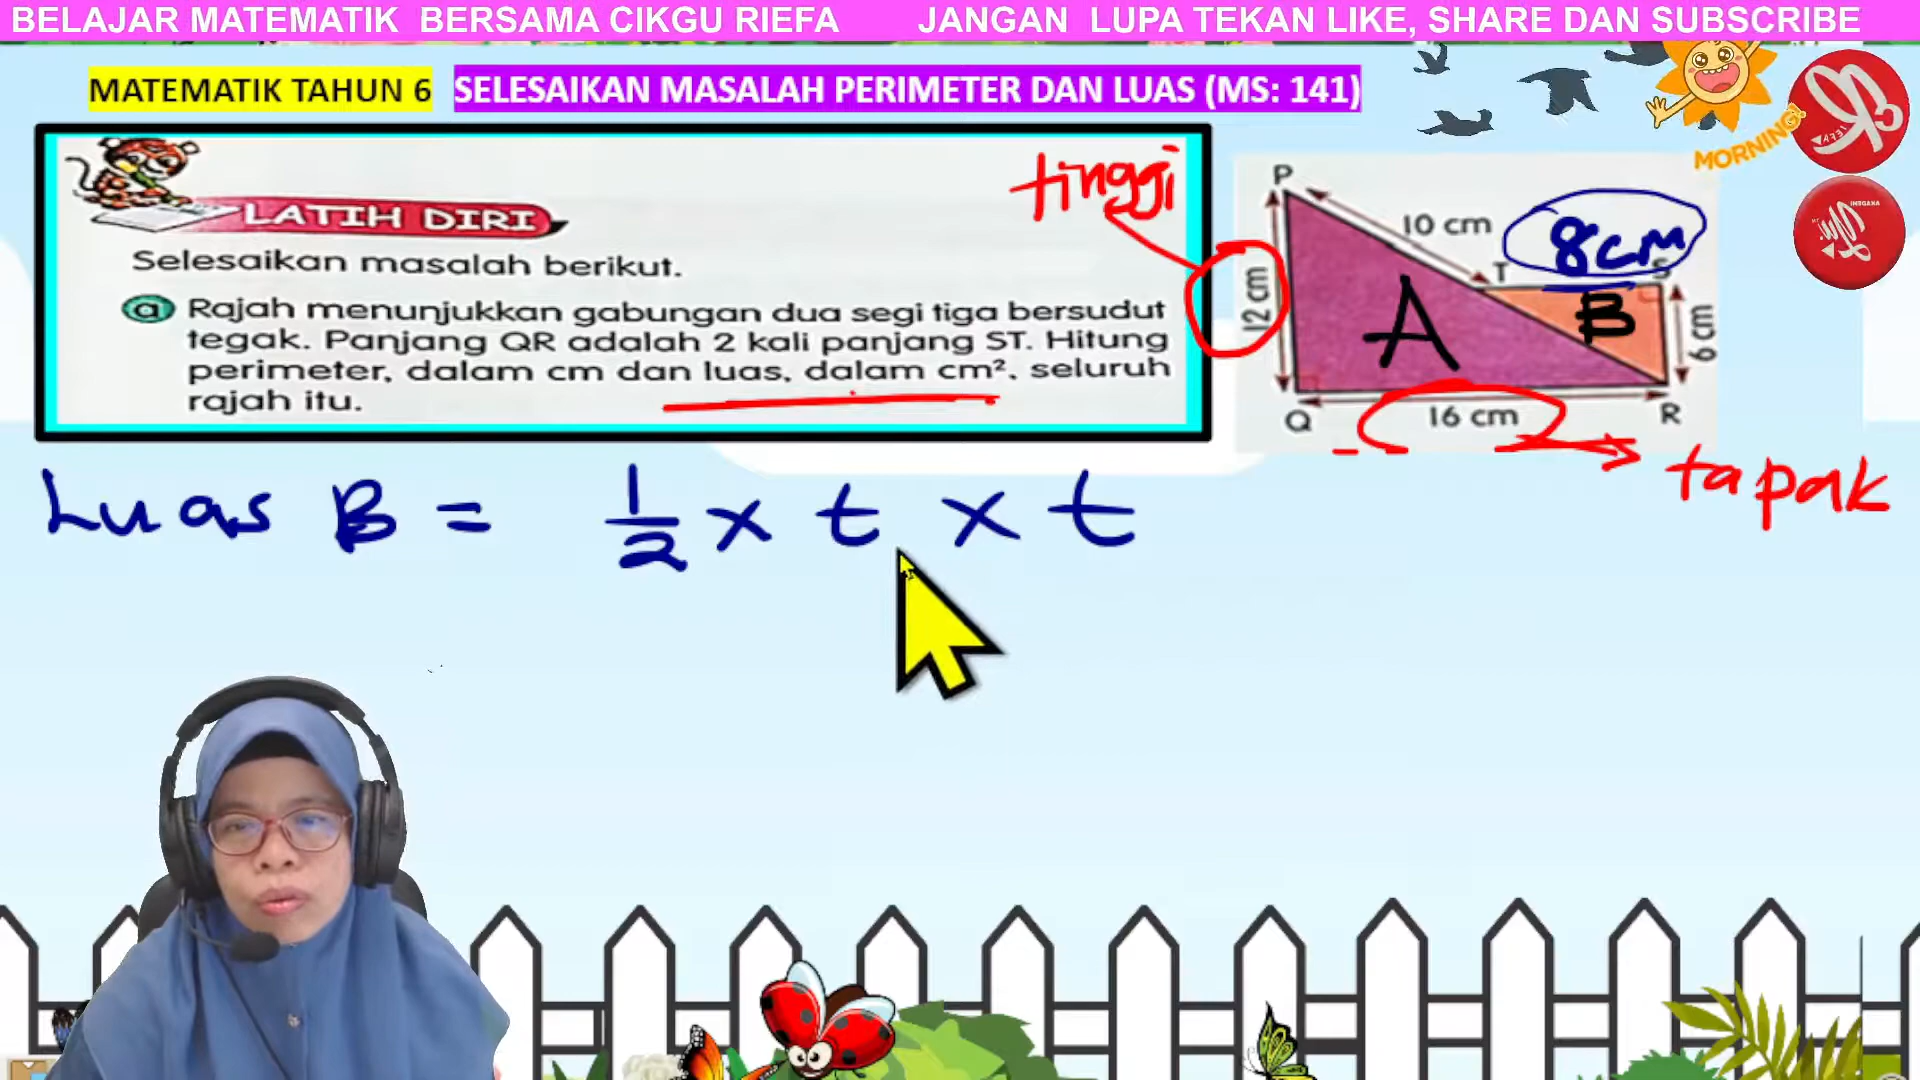 BELAJAR MATEMATIK BERSAMA CIKGU RIEFA JANGAN LUPA TEKAN LIKE, SHARE DAN SUBSCRIBE
MATEMATIK TAHUN 6 SELESAIKAN MASALAH PERIMETER DAN LUAS (MS: 141)
MORNING!
LATIH DIRI
Selesaikan masalah berikut.
a Rajah menunjukkan gabungan dua segi tiga bersudut
tegak. Panjang QR adalah 2 kali panjang ST. Hitung
perimeter, dalam cm dan luas, dalam cm², seluruh
rajah itu.
tinggi
P
10 cm
8cm
T S
12 cm
A
B
6 cm
Q 16 cm R
tapak
Luas B = 1/2 x t x t